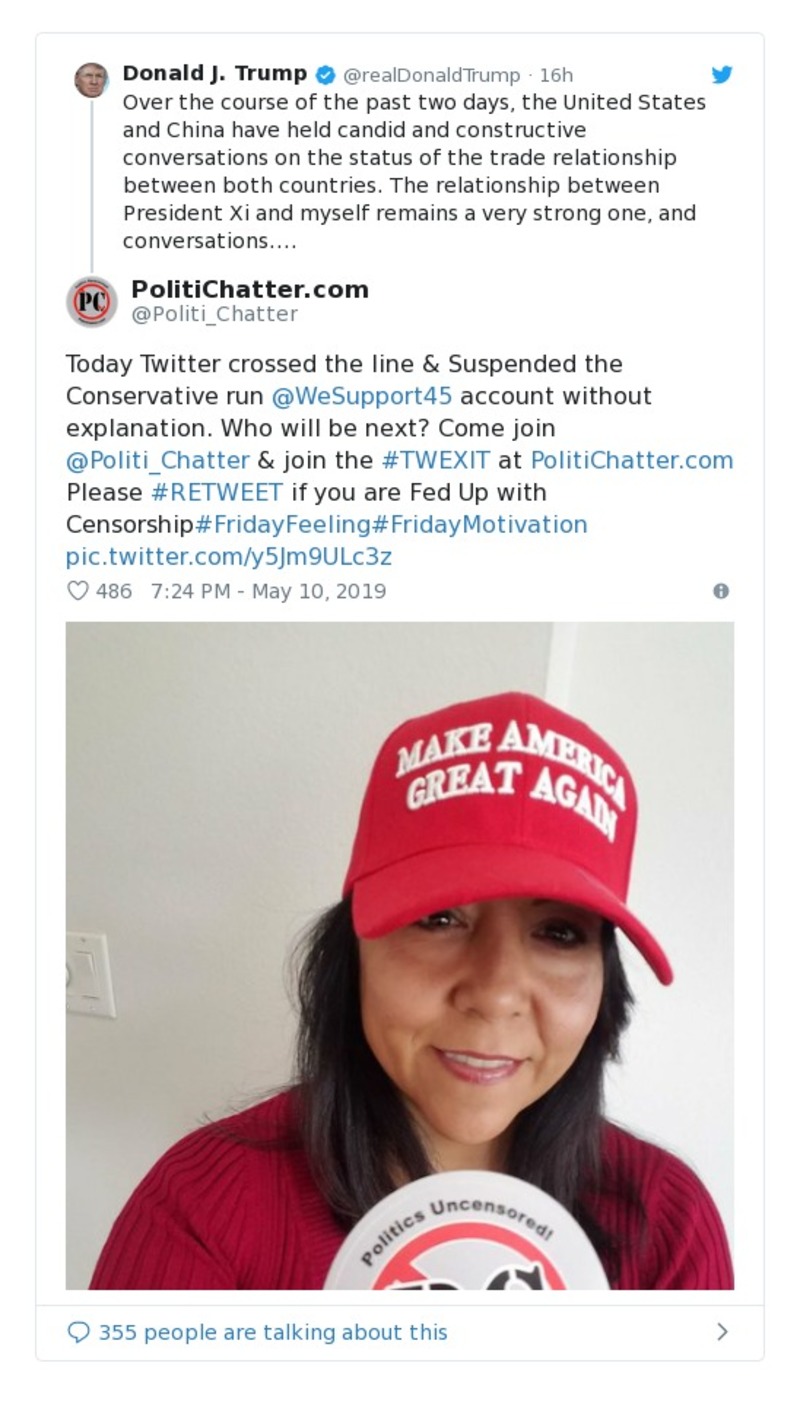 Donald J. Trump @realDonaldTrump · 16h
Over the course of the past two days, the United States
and China have held candid and constructive
conversations on the status of the trade relationship
between both countries. The relationship between
President Xi and myself remains a very strong one, and
conversations....
PC
PolitiChatter.com
@Politi_Chatter
Today Twitter crossed the line & Suspended the
Conservative run @WeSupport45 account without
explanation. Who will be next? Come join
@Politi_Chatter & join the #TWEXIT at PolitiChatter.com
Please #RETWEET if you are Fed Up with
Censorship#FridayFeeling#FridayMotivation
pic.twitter.com/y5Jm9ULc3z
486 7:24 PM - May 10, 2019
MAKE AMERICA
GREAT AGAIN
Politics Uncensored!
PC
355 people are talking about this